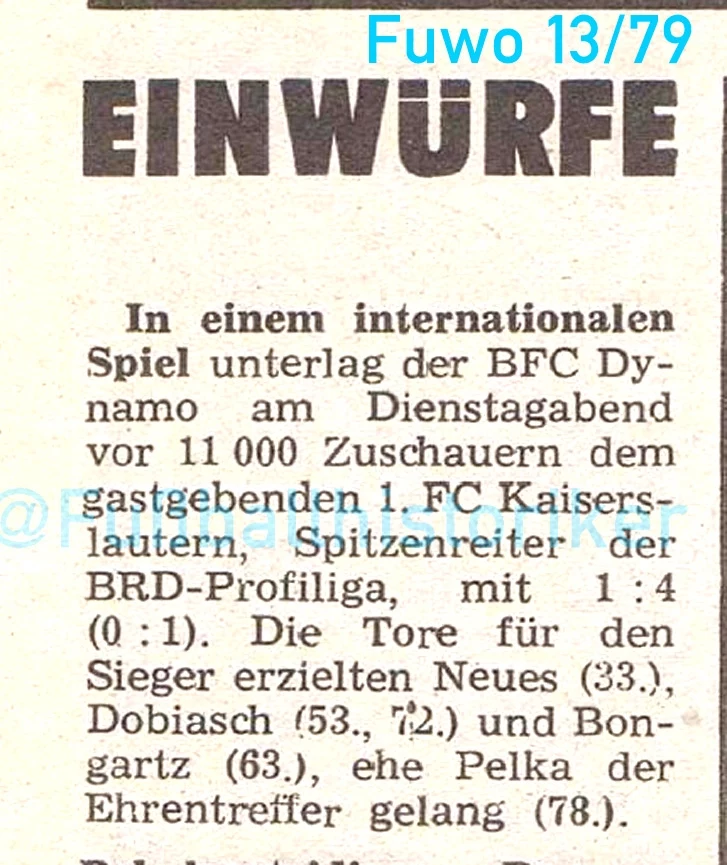 Fuwo 13/79
EINWÜRFE
In einem internationalen
Spiel unterlag der BFC Dy-
namo am Dienstagabend
vor 11 000 Zuschauern dem
gastgebenden 1. FC Kaisers-
@Fußballhistoriker
lautern, Spitzenreiter der
BRD-Profiliga, mit 1 : 4
(0 : 1). Die Tore für den
Sieger erzielten Neues (33.),
Dobiasch (53., 72.) und Bon-
gartz (63.), ehe Pelka der
Ehrentreffer gelang (78.).